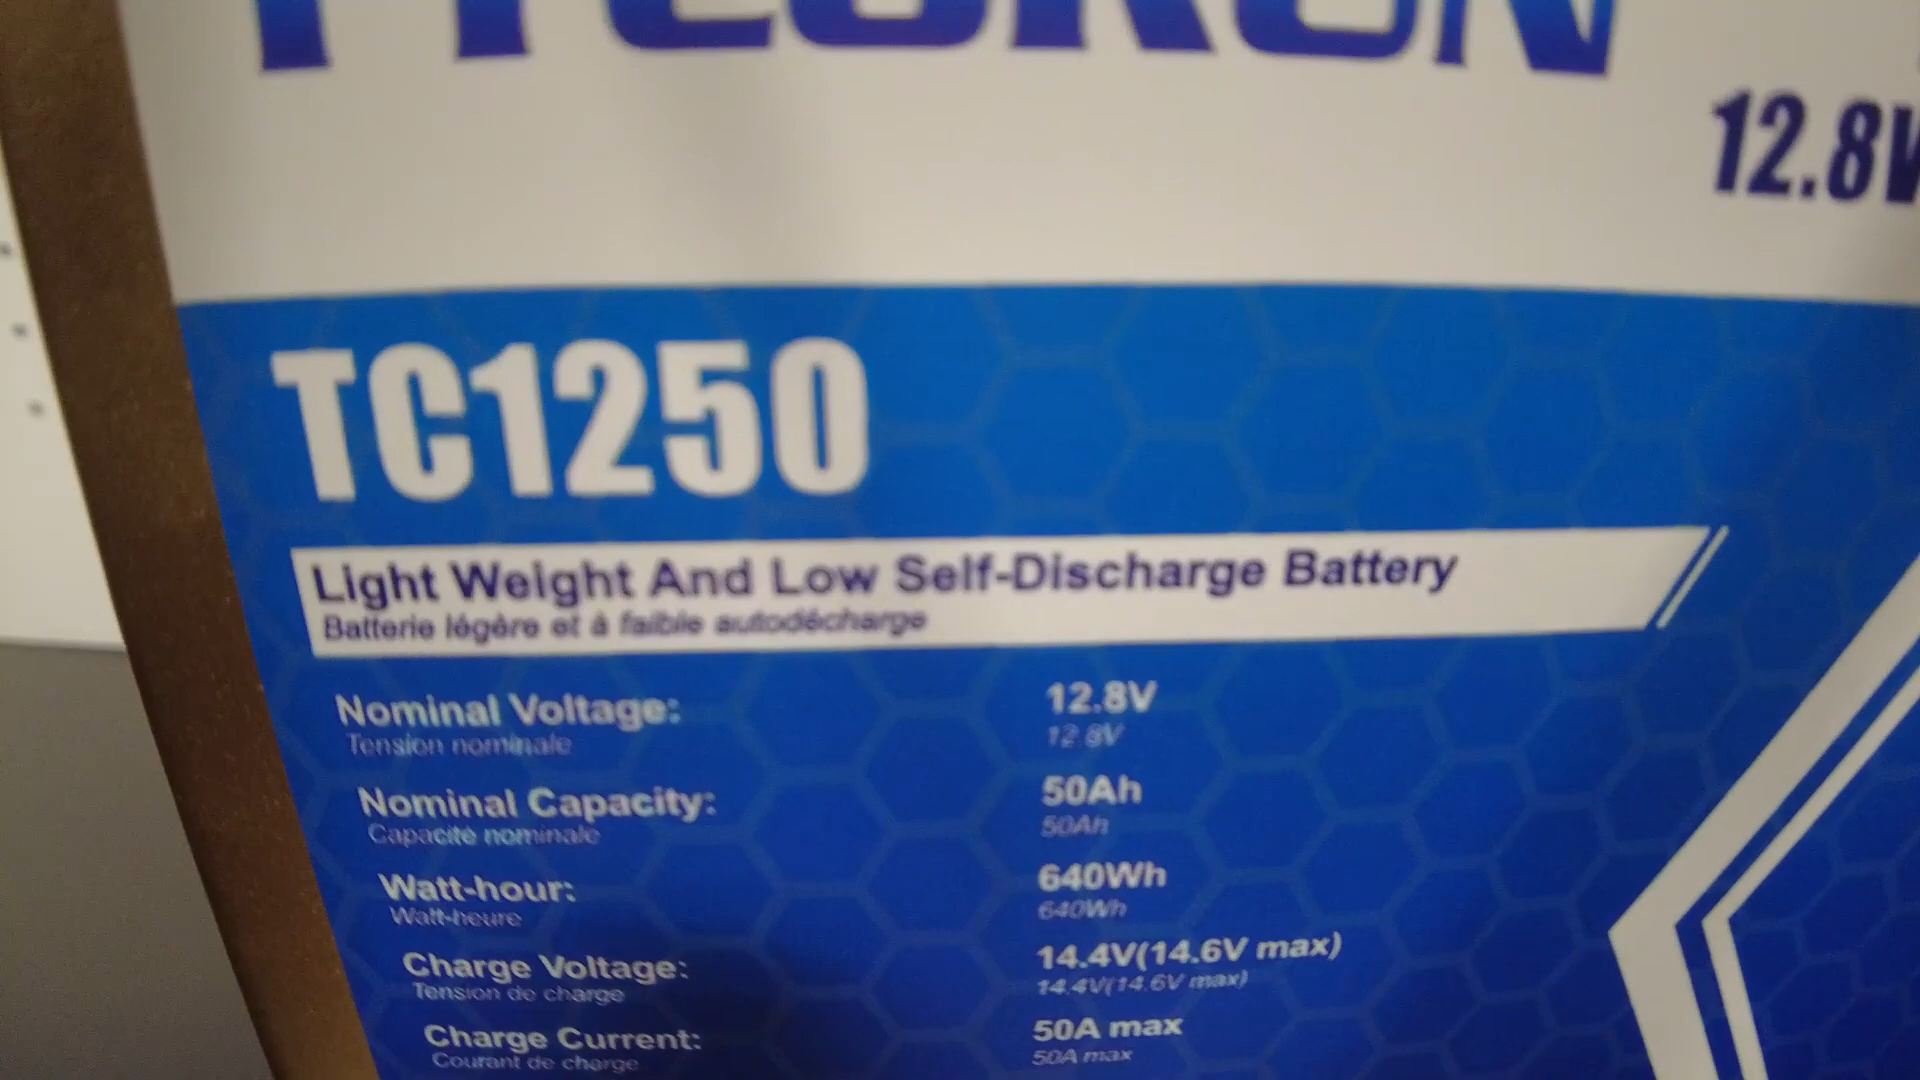 12.8V
TC1250
Light Weight And Low Self-Discharge Battery
Batterie légère et à faible autodécharge
Nominal Voltage: 12.8V
Tension nominale 12.8V
Nominal Capacity: 50Ah
Capacité nominale 50Ah
Watt-hour: 640Wh
Watt-heure 640Wh
Charge Voltage: 14.4V(14.6V max)
Tension de charge 14.4V(14.6V max)
Charge Current: 50A max
Courant de charge 50A max